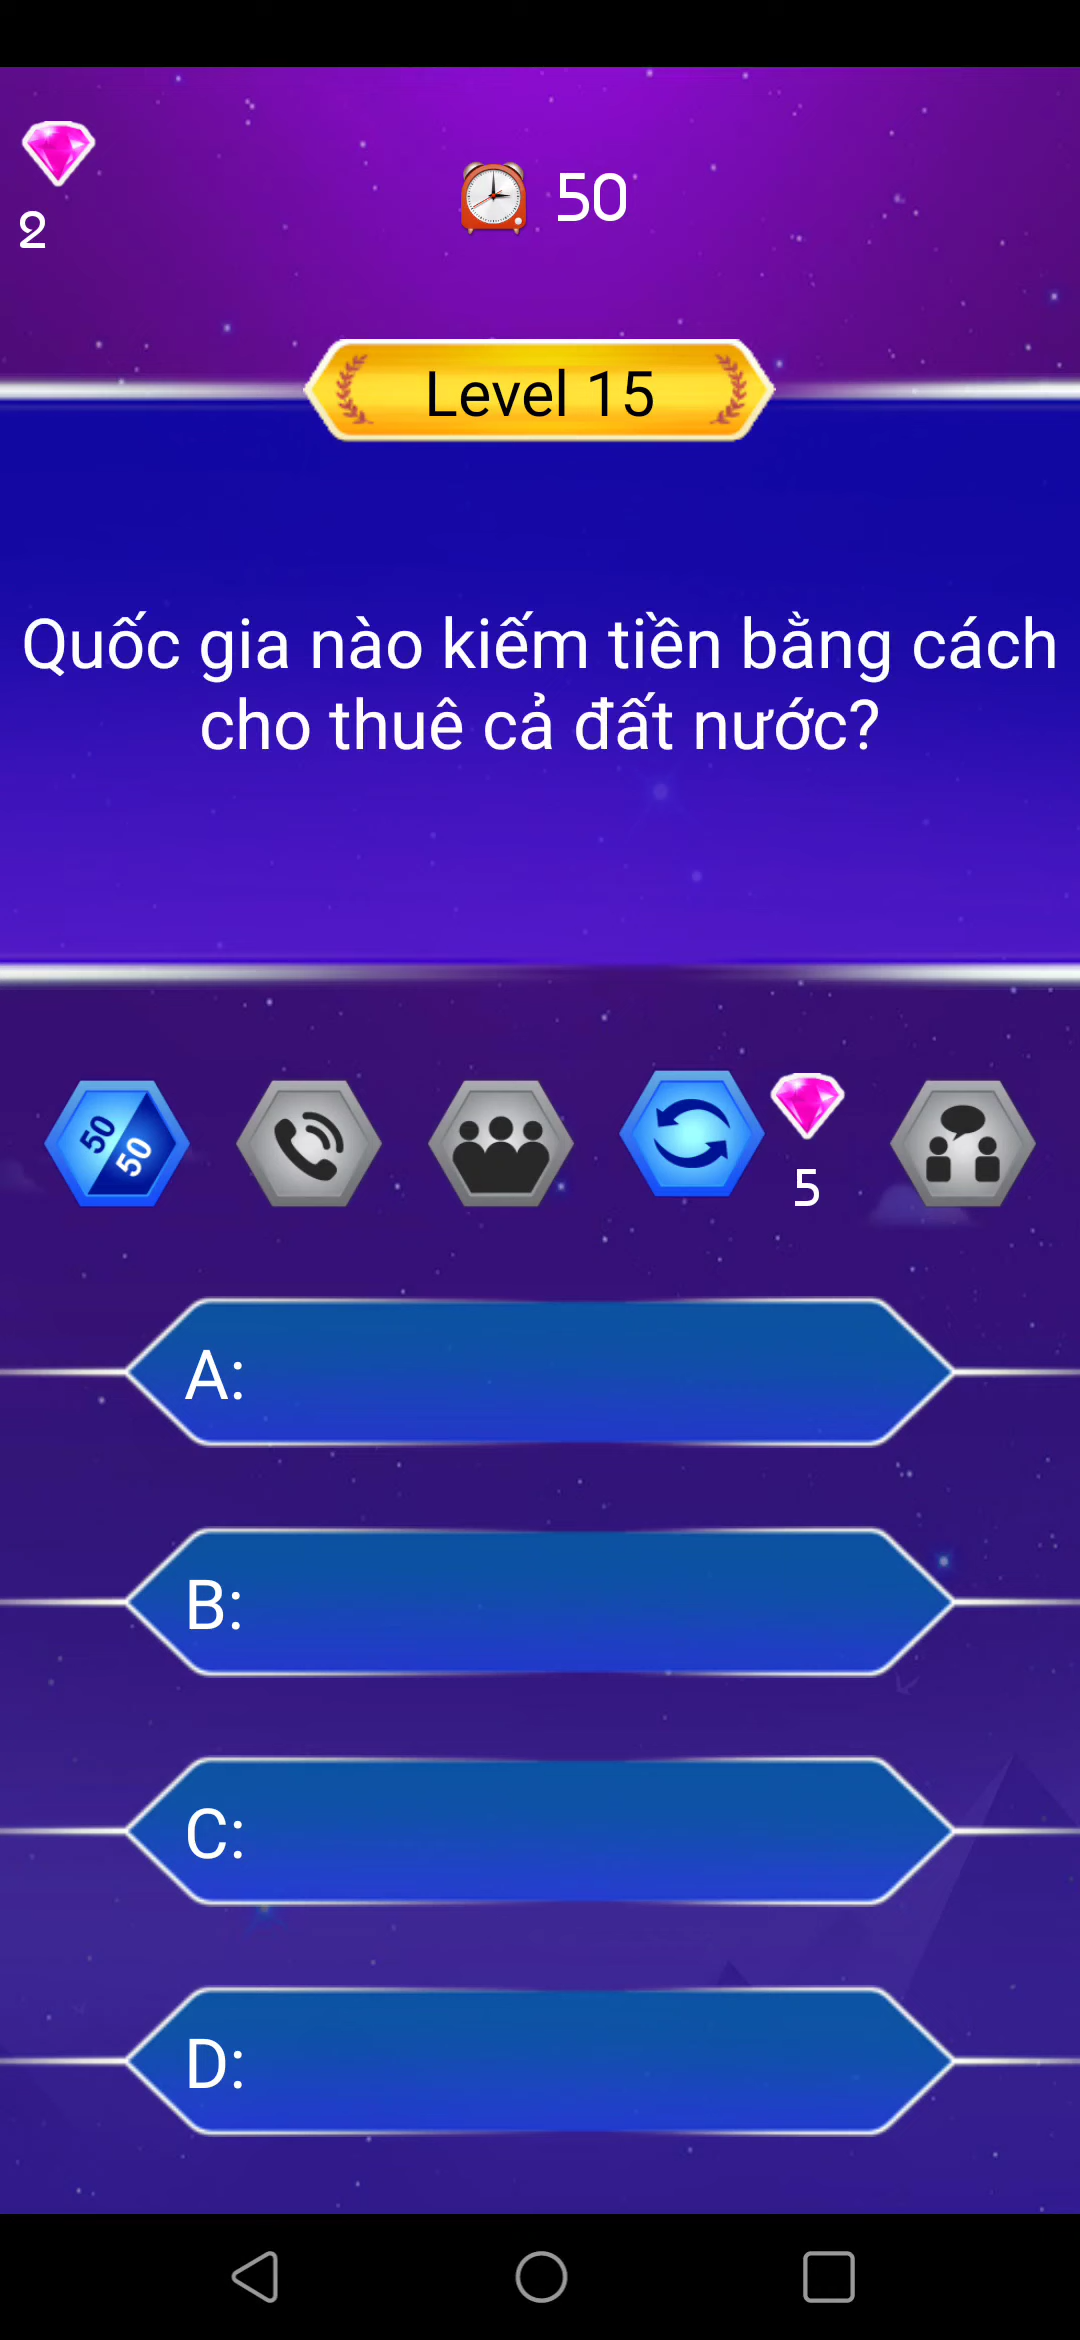 2
50
Level 15
Quốc gia nào kiếm tiền bằng cách
cho thuê cả đất nước?
50
50
5
A:
B:
C:
D: